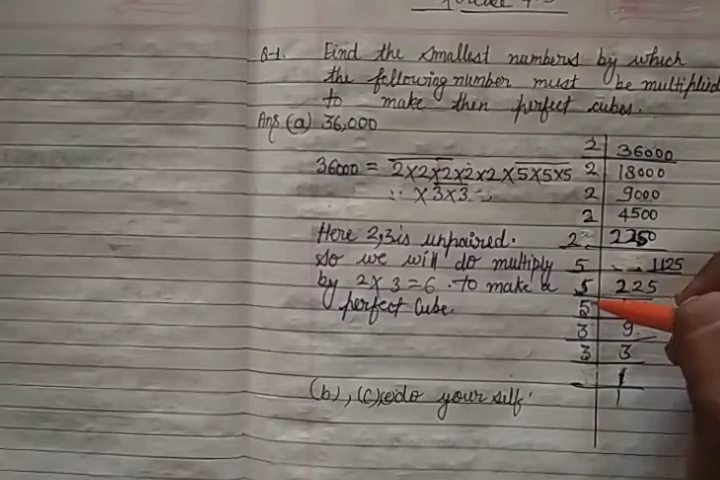 Q-1. Find the smallest numbers by which
the following number must be multiplied
to make then perfect cubes.
Ans (a) 36,000
36000 = 2×2×2×2×2×5×5×5
×3×3
Here 2,3 is unpaired.
so we will do multiply
by 2×3=6. to make a
perfect Cube.
2 | 36000
2 | 18000
2 | 9000
2 | 4500
2 | 2250
5 | 1125
5 | 225
5
3 | 9
3 | 3
1
(b), (c), do your self